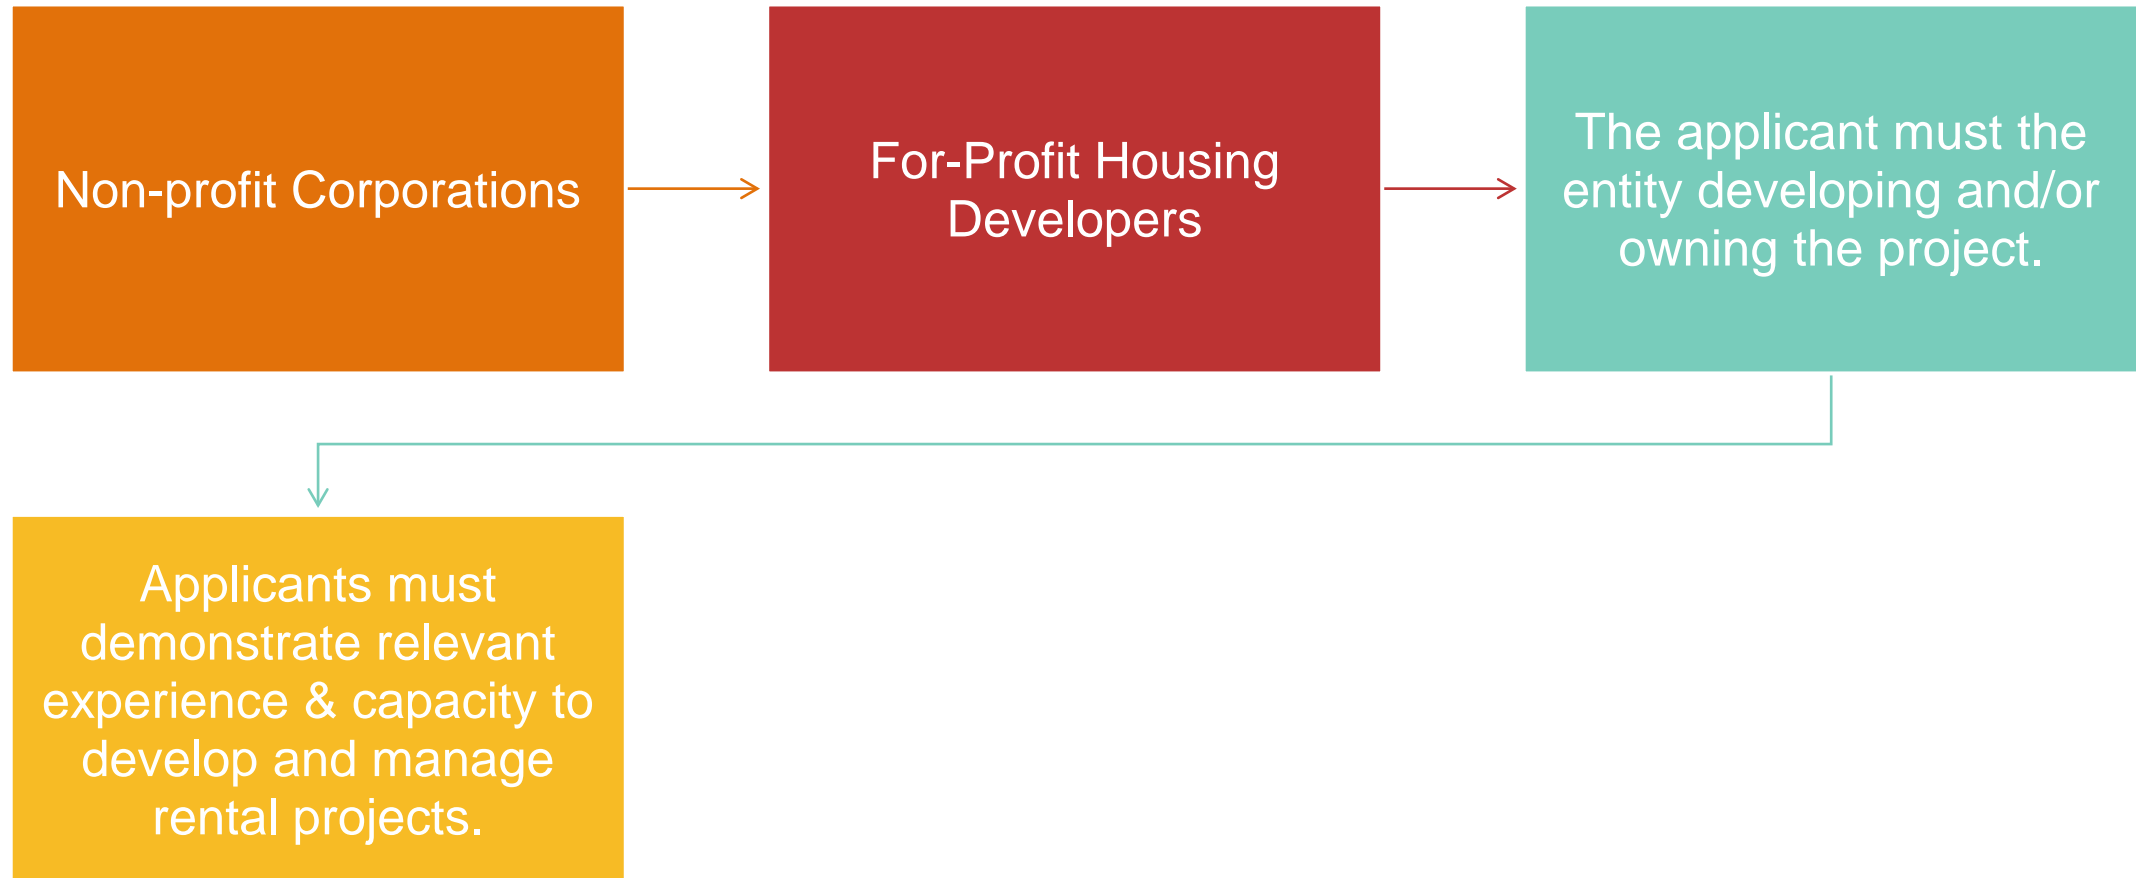 Non-profit Corporations
For-Profit Housing
Developers
The applicant must the
entity developing and/or
owning the project.
Applicants must
demonstrate relevant
experience & capacity to
develop and manage
rental projects.